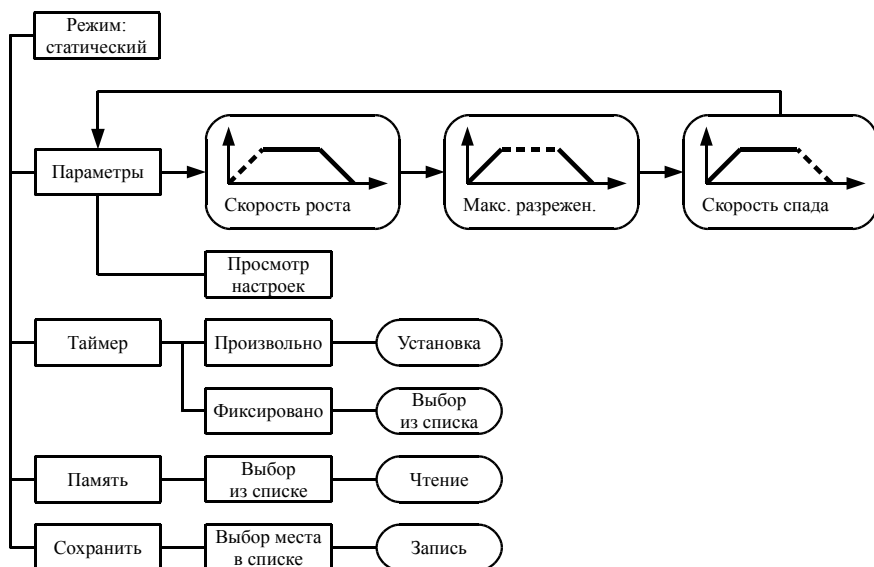 Режим:
статический
Параметры
Скорость роста
Макс. разрежен.
Скорость спада
Просмотр
настроек
Таймер
Произвольно
Установка
Фиксировано
Выбор
из списка
Память
Выбор
из списке
Чтение
Сохранить
Выбор места
в списке
Запись